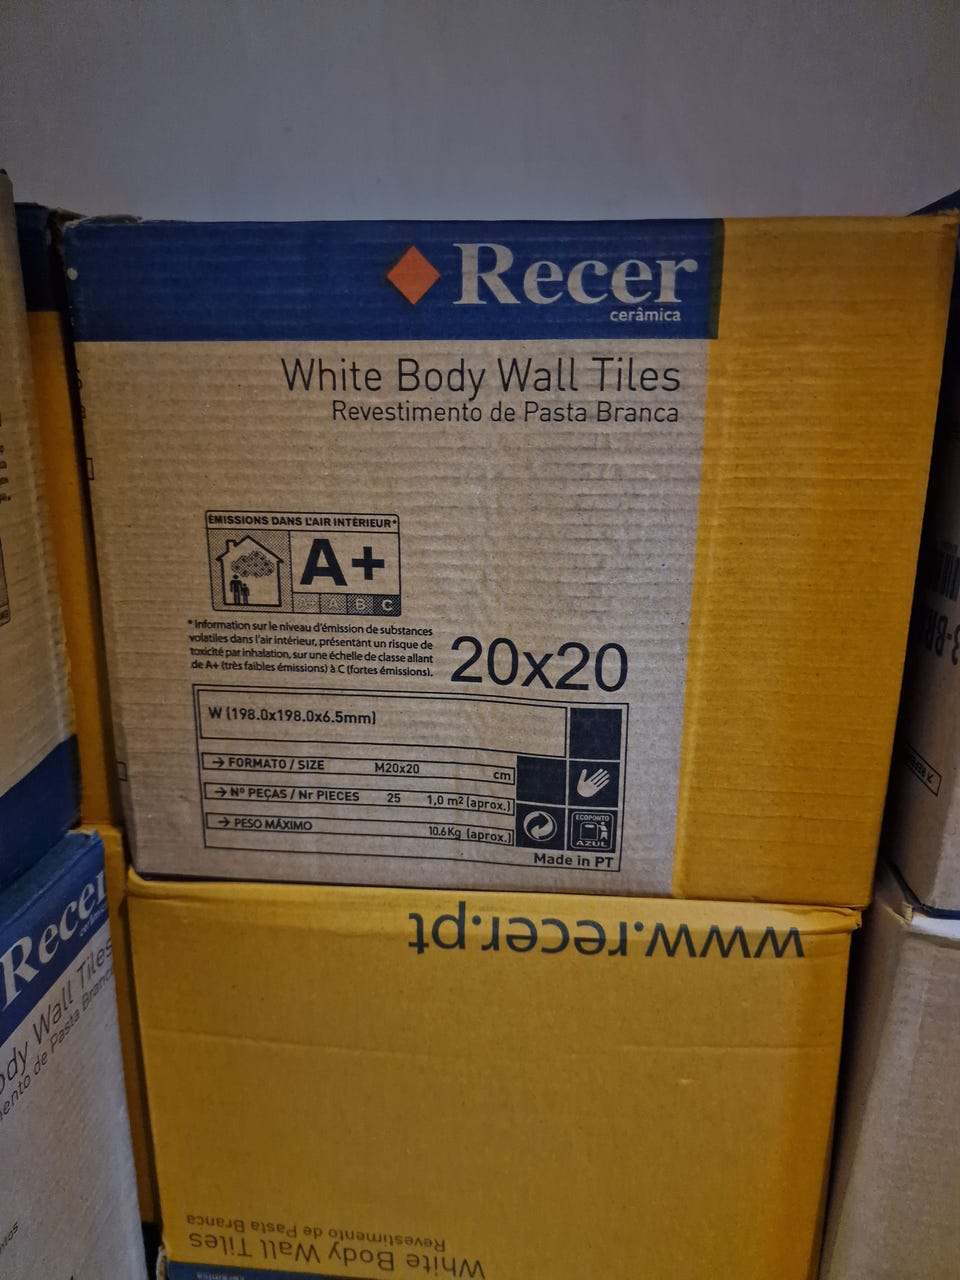 Recer
cerâmica
White Body Wall Tiles
Revestimento de Pasta Branca
ÉMISSIONS DANS L'AIR INTÉRIEUR*
A+
A+ A B C
* Information sur le niveau d'émission de substances
volatiles dans l'air intérieur, présentant un risque de
toxicité par inhalation, sur une échelle de classe allant
de A+ (très faibles émissions) à C (fortes émissions).
20x20
W (198.0x198.0x6.5mm)
→ FORMATO / SIZE M20x20 cm
→ Nº PEÇAS / Nr PIECES 25 1,0 m² (aprox.)
→ PESO MÁXIMO 10.6Kg (aprox.)
ECOPONTO
AZUL
Made in PT
www.recer.pt
White Body Wall Tiles
Revestimento de Pasta Branca
cerâmica
Recer
Wall Tiles
de Pasta Branca